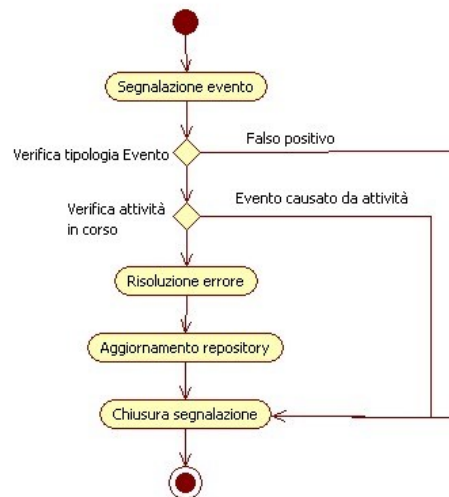 Segnalazione evento
Falso positivo
Verifica tipologia Evento
Evento causato da attività
Verifica attività
in corso
Risoluzione errore
Aggiornamento repository
Chiusura segnalazione